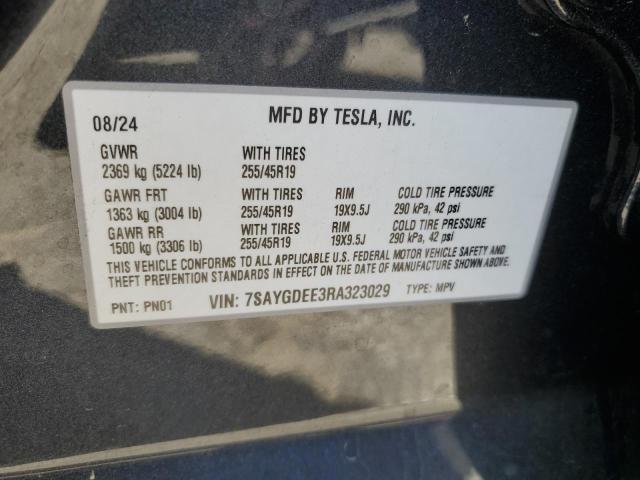 08/24 MFD BY TESLA, INC.
GVWR WITH TIRES
2369 kg (5224 lb) 255/45R19
GAWR FRT WITH TIRES RIM COLD TIRE PRESSURE
1363 kg (3004 lb) 255/45R19 19X9.5J 290 kPa, 42 psi
GAWR RR WITH TIRES RIM COLD TIRE PRESSURE
1500 kg (3306 lb) 255/45R19 19X9.5J 290 kPa, 42 psi
THIS VEHICLE CONFORMS TO ALL APPLICABLE U.S. FEDERAL MOTOR VEHICLE SAFETY AND
THEFT PREVENTION STANDARDS IN EFFECT ON THE DATE OF MANUFACTURE SHOWN ABOVE.
PNT: PN01 VIN: 7SAYGDEE3RA323029 TYPE: MPV